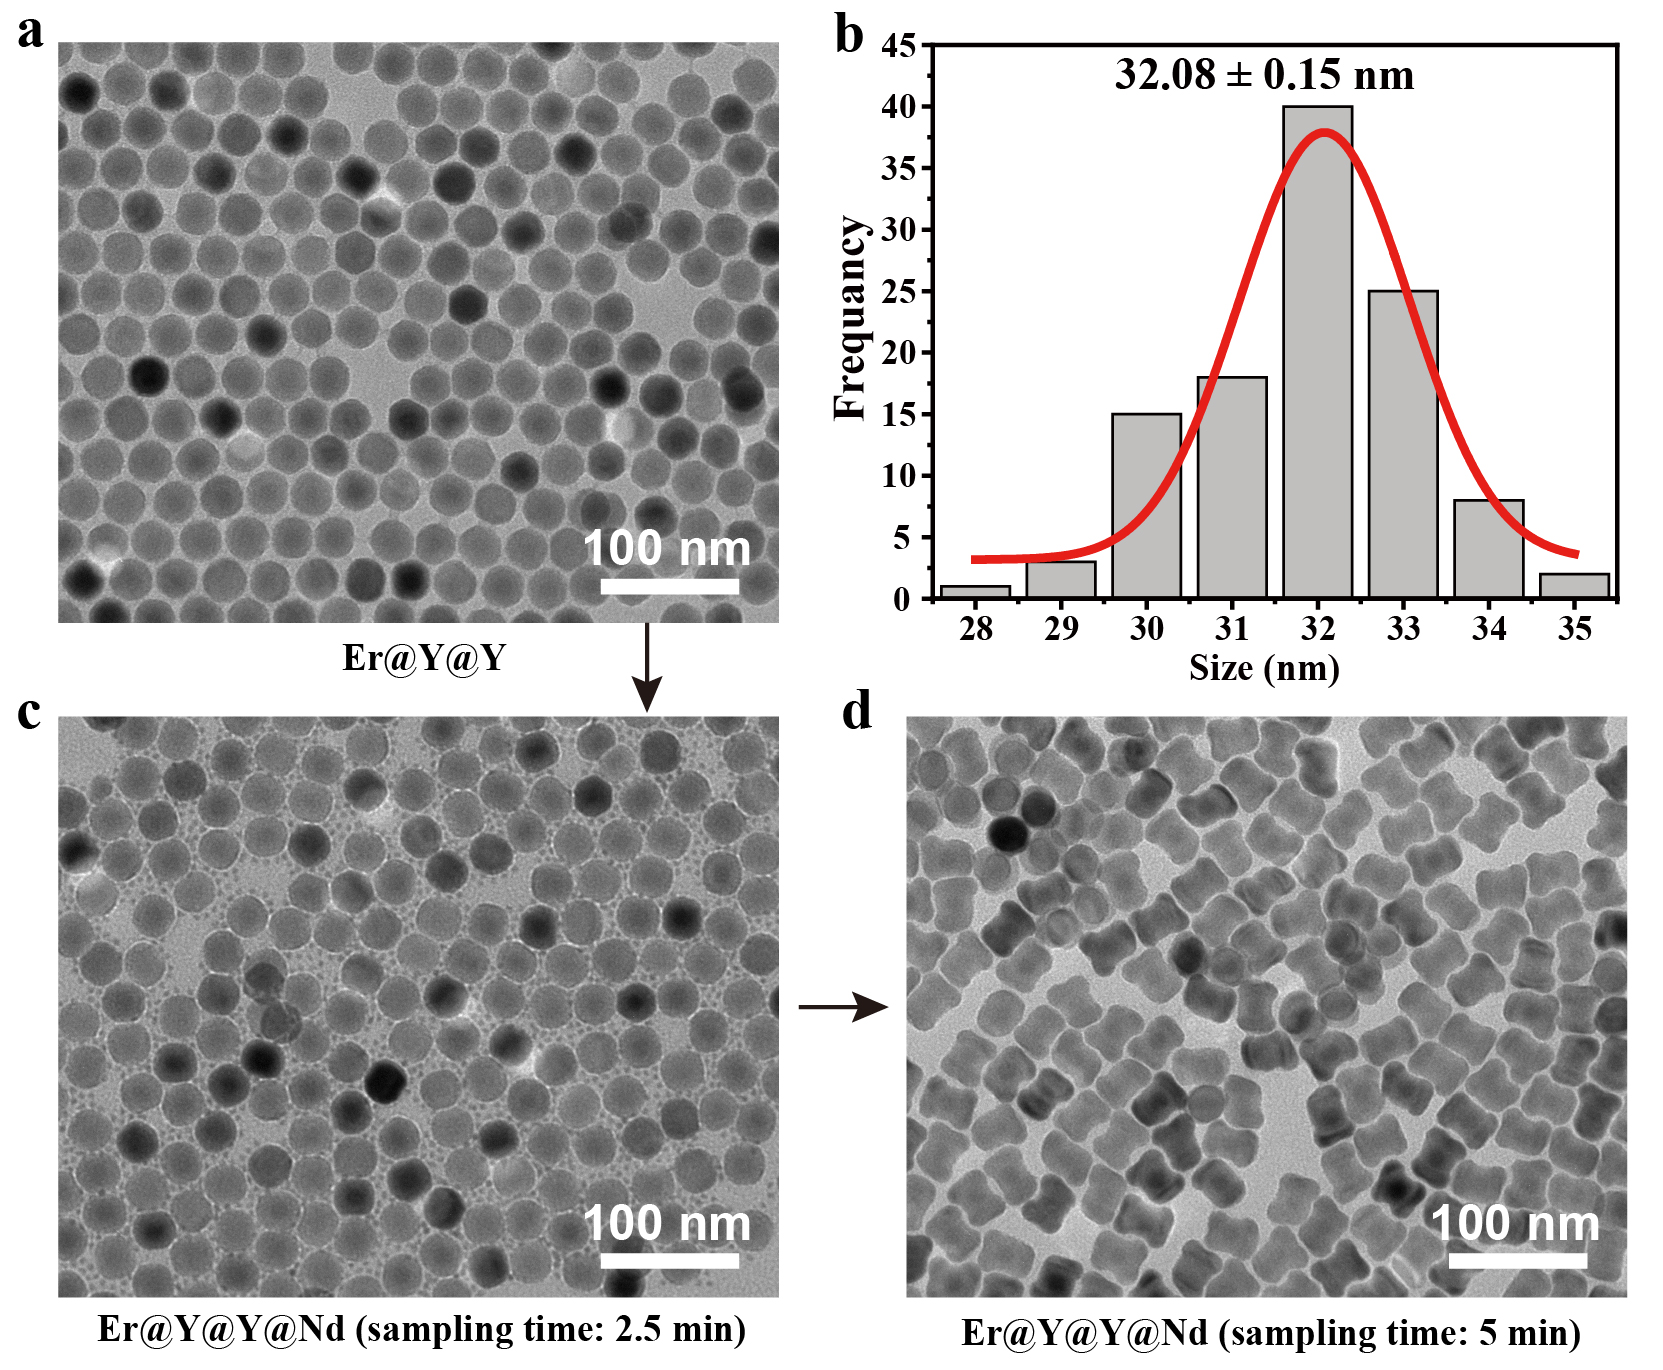 a
100 nm
Er@Y@Y
b
32.08 ± 0.15 nm
Frequancy
45
40
35
30
25
20
15
10
5
0
28 29 30 31 32 33 34 35
Size (nm)
c
100 nm
Er@Y@Y@Nd (sampling time: 2.5 min)
d
100 nm
Er@Y@Y@Nd (sampling time: 5 min)